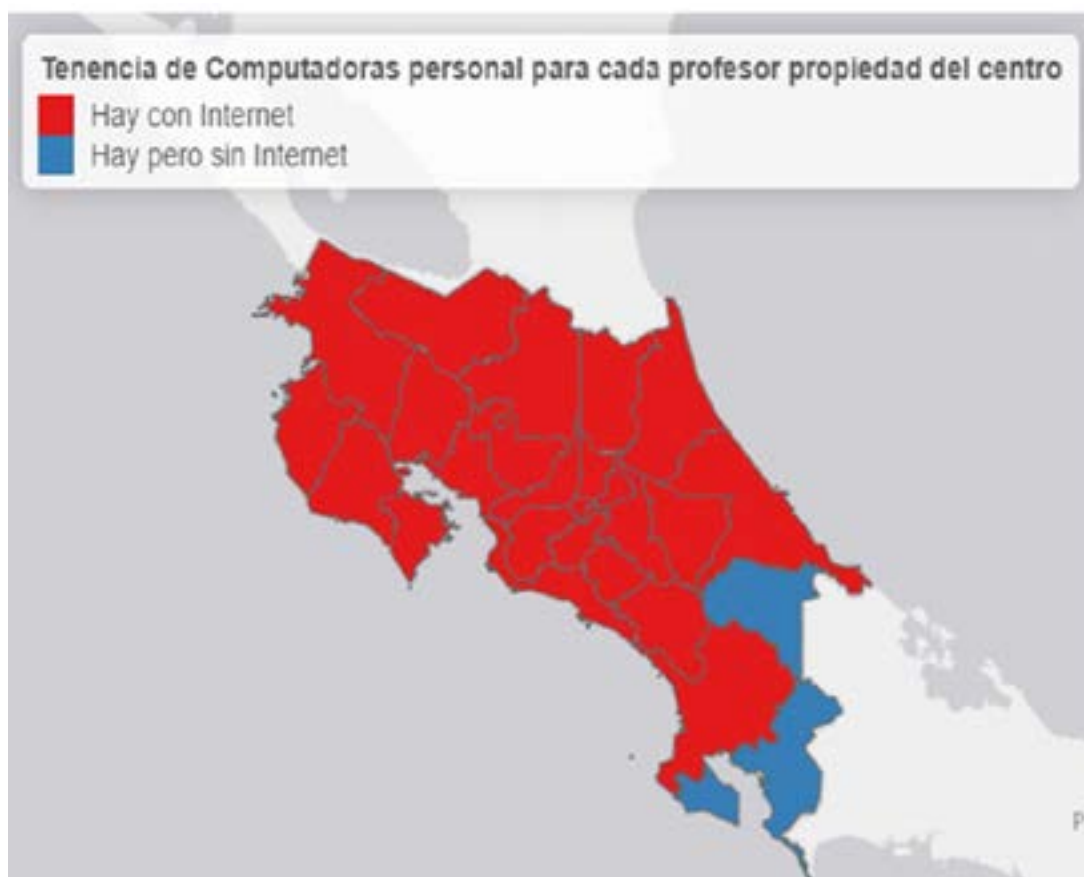 Tenencia de Computadoras personal para cada profesor propiedad del centro
Hay con Internet
Hay pero sin Internet
P